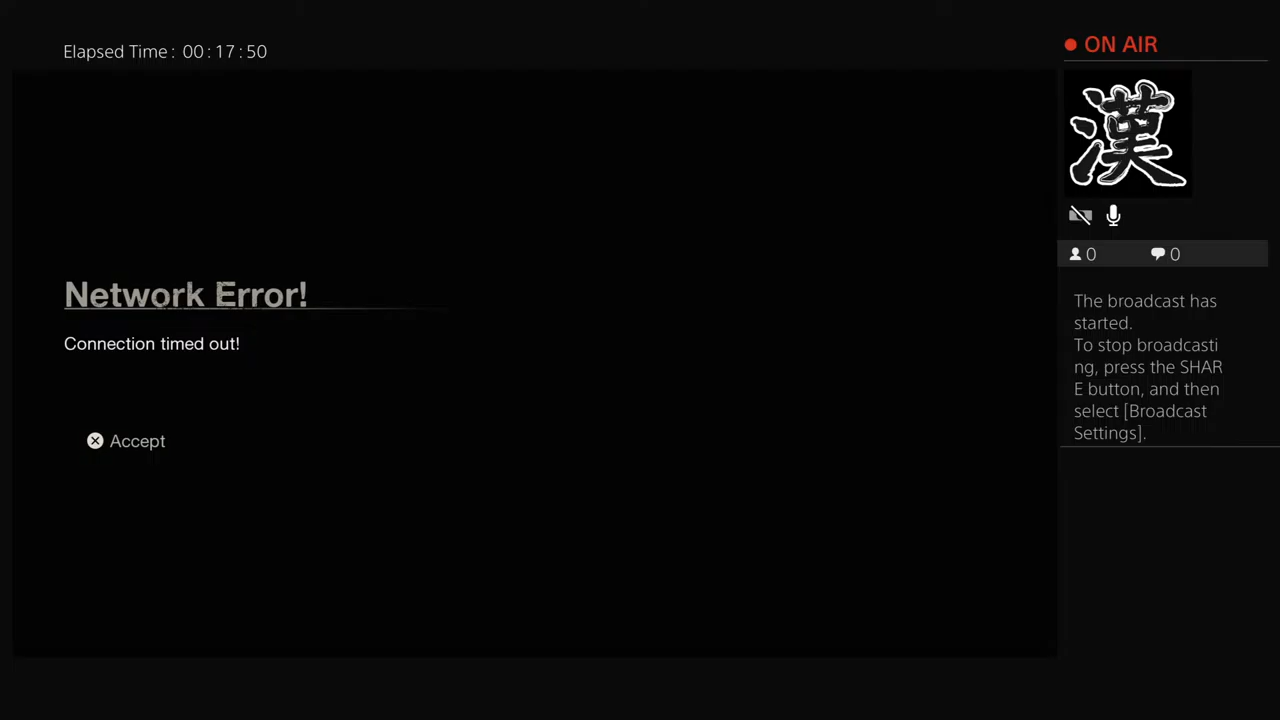 Elapsed Time: 00:17:50
ON AIR
漢
0 0
Network Error!
Connection timed out!
Accept
The broadcast has
started.
To stop broadcasti
ng, press the SHAR
E button, and then
select [Broadcast
Settings].